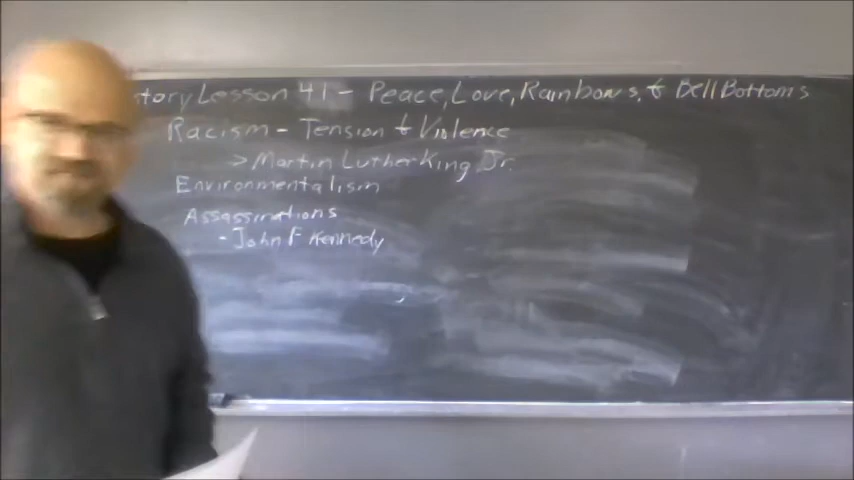 story Lesson 41 - Peace, Love, Rainbows, & Bell Bottoms
Racism - Tension & Violence
> Martin Luther King Jr.
Environmentalism
Assassinations
- John F Kennedy